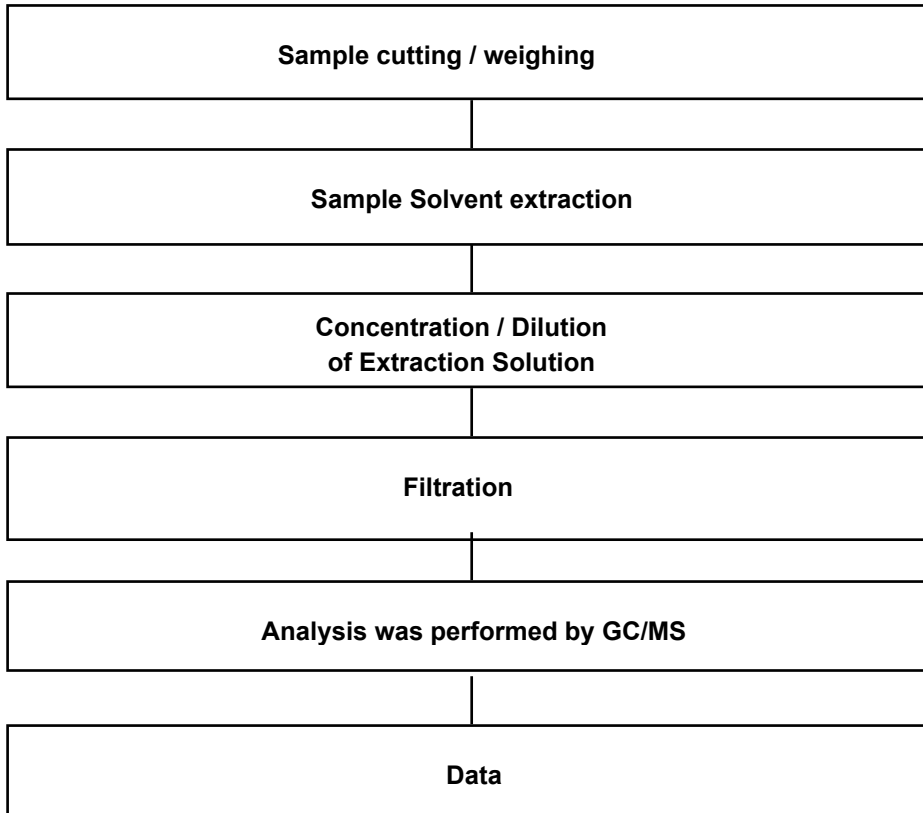 Sample cutting / weighing
Sample Solvent extraction
Concentration / Dilution
of Extraction Solution
Filtration
Analysis was performed by GC/MS
Data